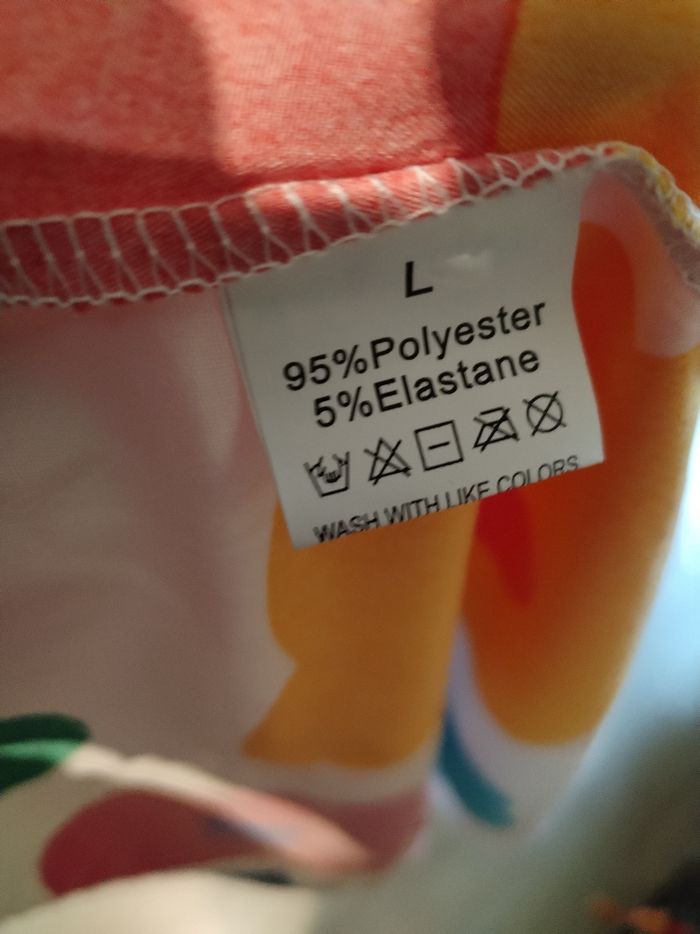 L
95%Polyester
5%Elastane
WASH WITH LIKE COLORS